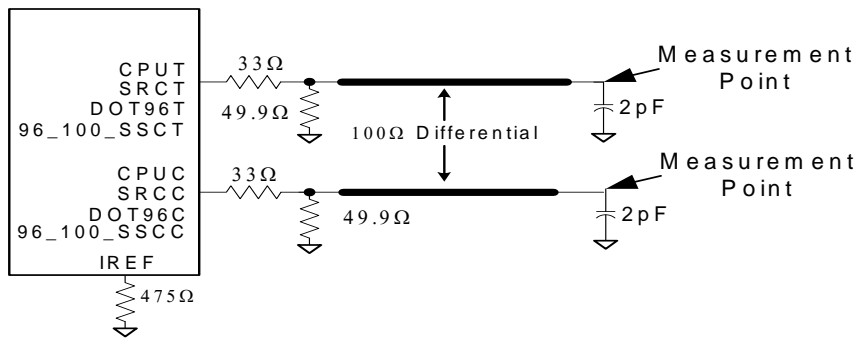 CPUT
SRCT
DOT96T
96_100_SSCT
33Ω
49.9Ω
100Ω Differential
Measurement
Point
2pF
CPUC
SRCC
DOT96C
96_100_SSCC
IREF
33Ω
49.9Ω
Measurement
Point
2pF
475Ω